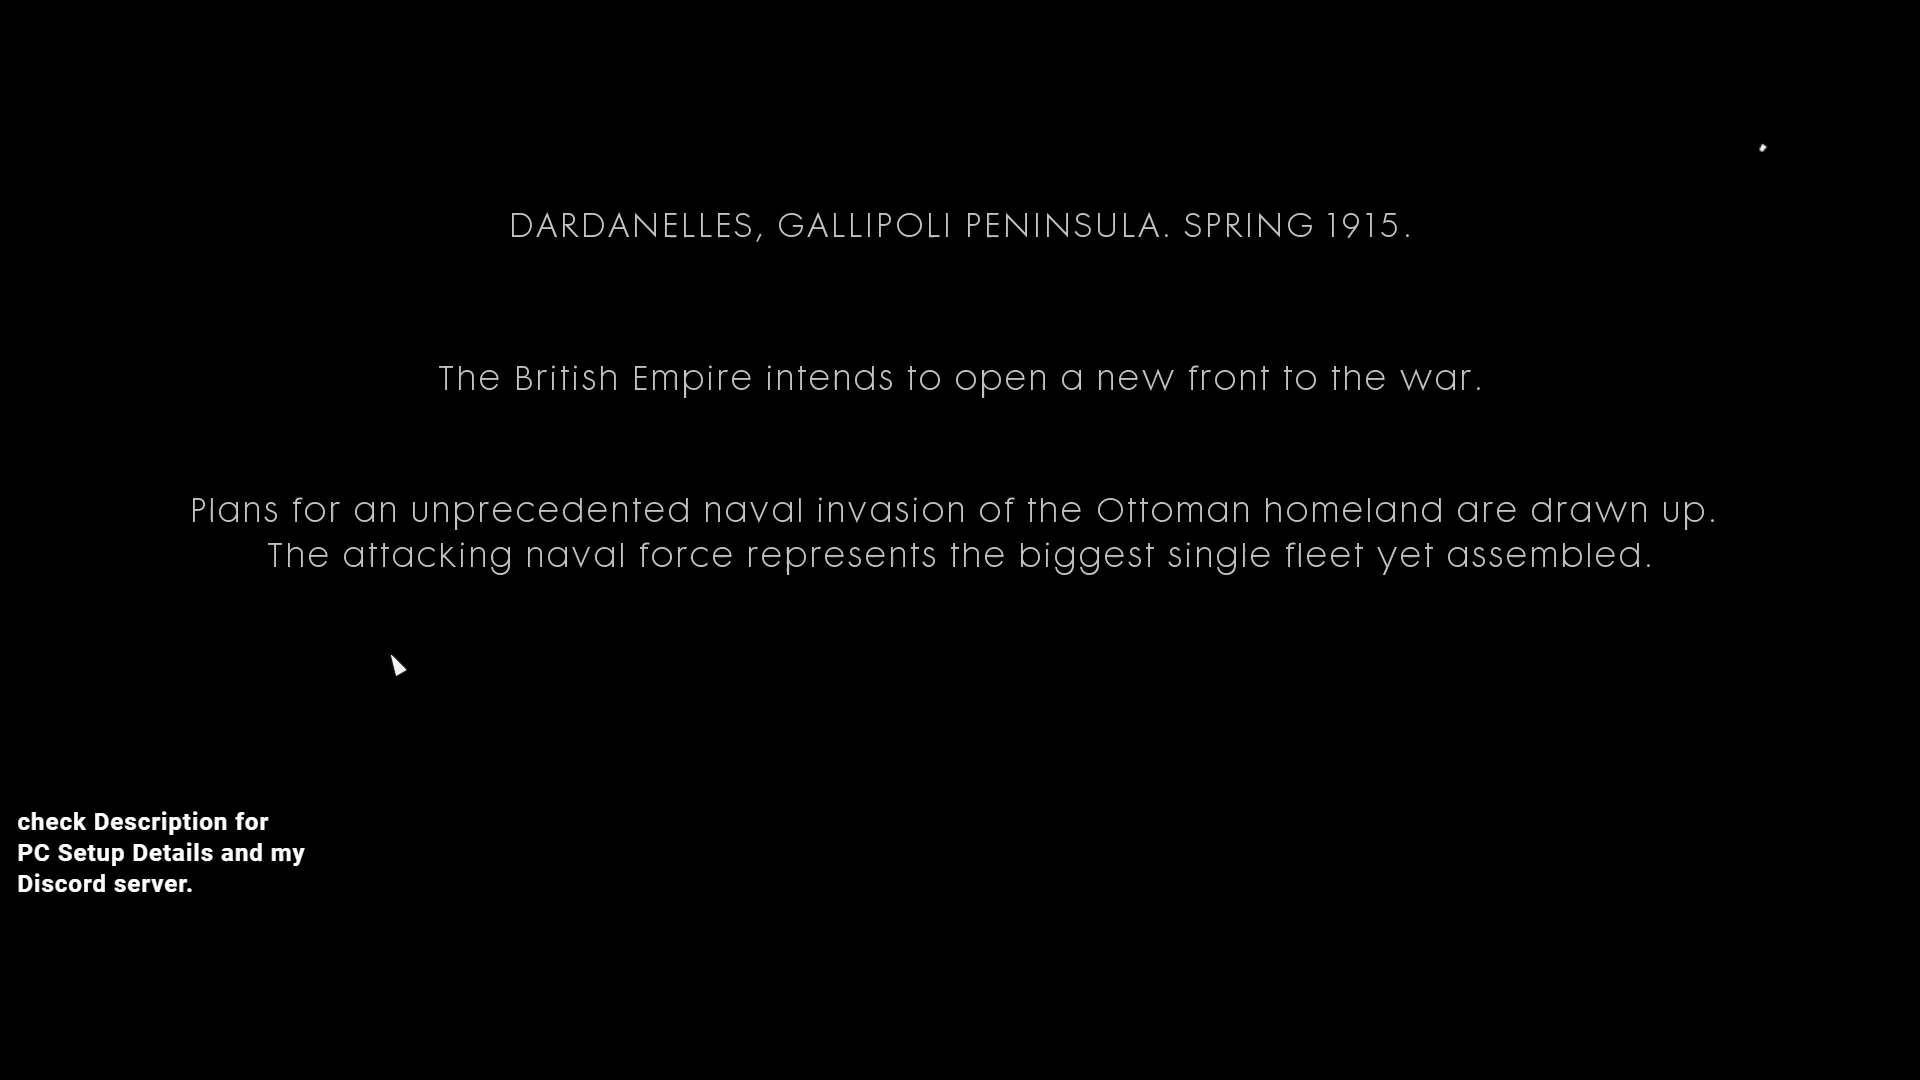 DARDANELLES, GALLIPOLI PENINSULA. SPRING 1915.
The British Empire intends to open a new front to the war.
Plans for an unprecedented naval invasion of the Ottoman homeland are drawn up.
The attacking naval force represents the biggest single fleet yet assembled.
check Description for
PC Setup Details and my
Discord server.